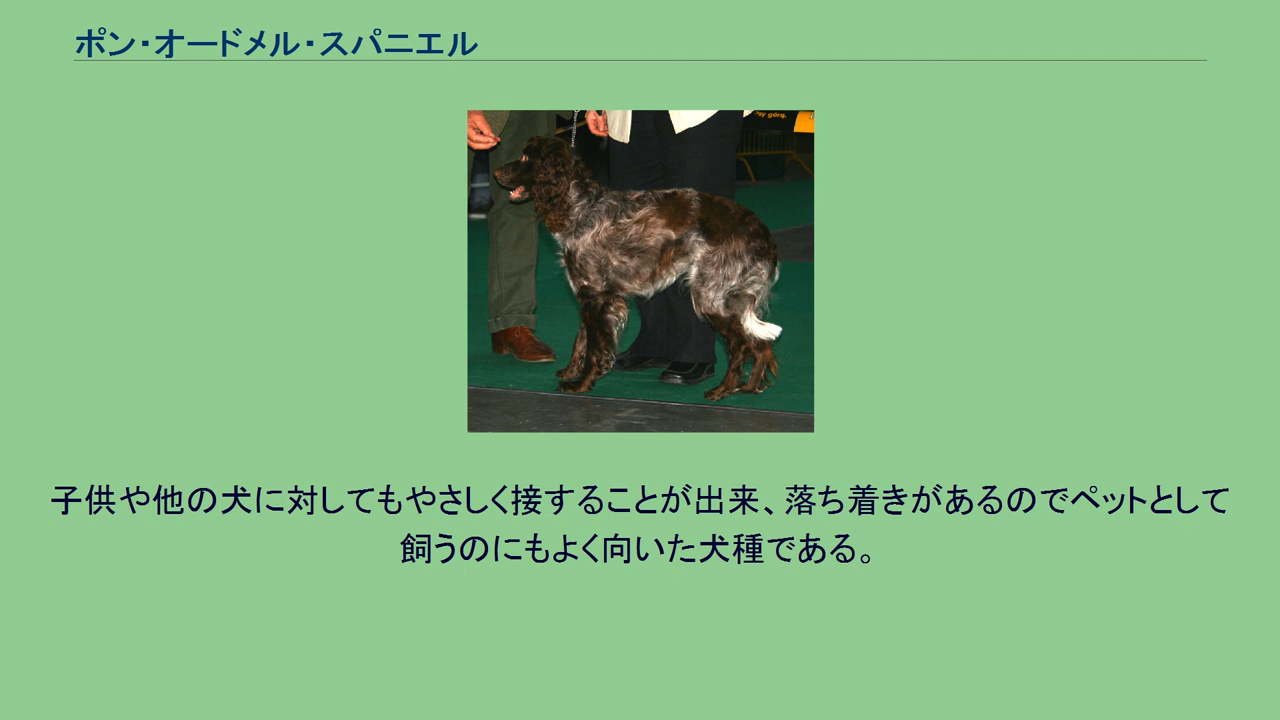 ポン・オードメル・スパニエル
sy górą.
子供や他の犬に対してもやさしく接することが出来、落ち着きがあるのでペットとして
飼うのにもよく向いた犬種である。